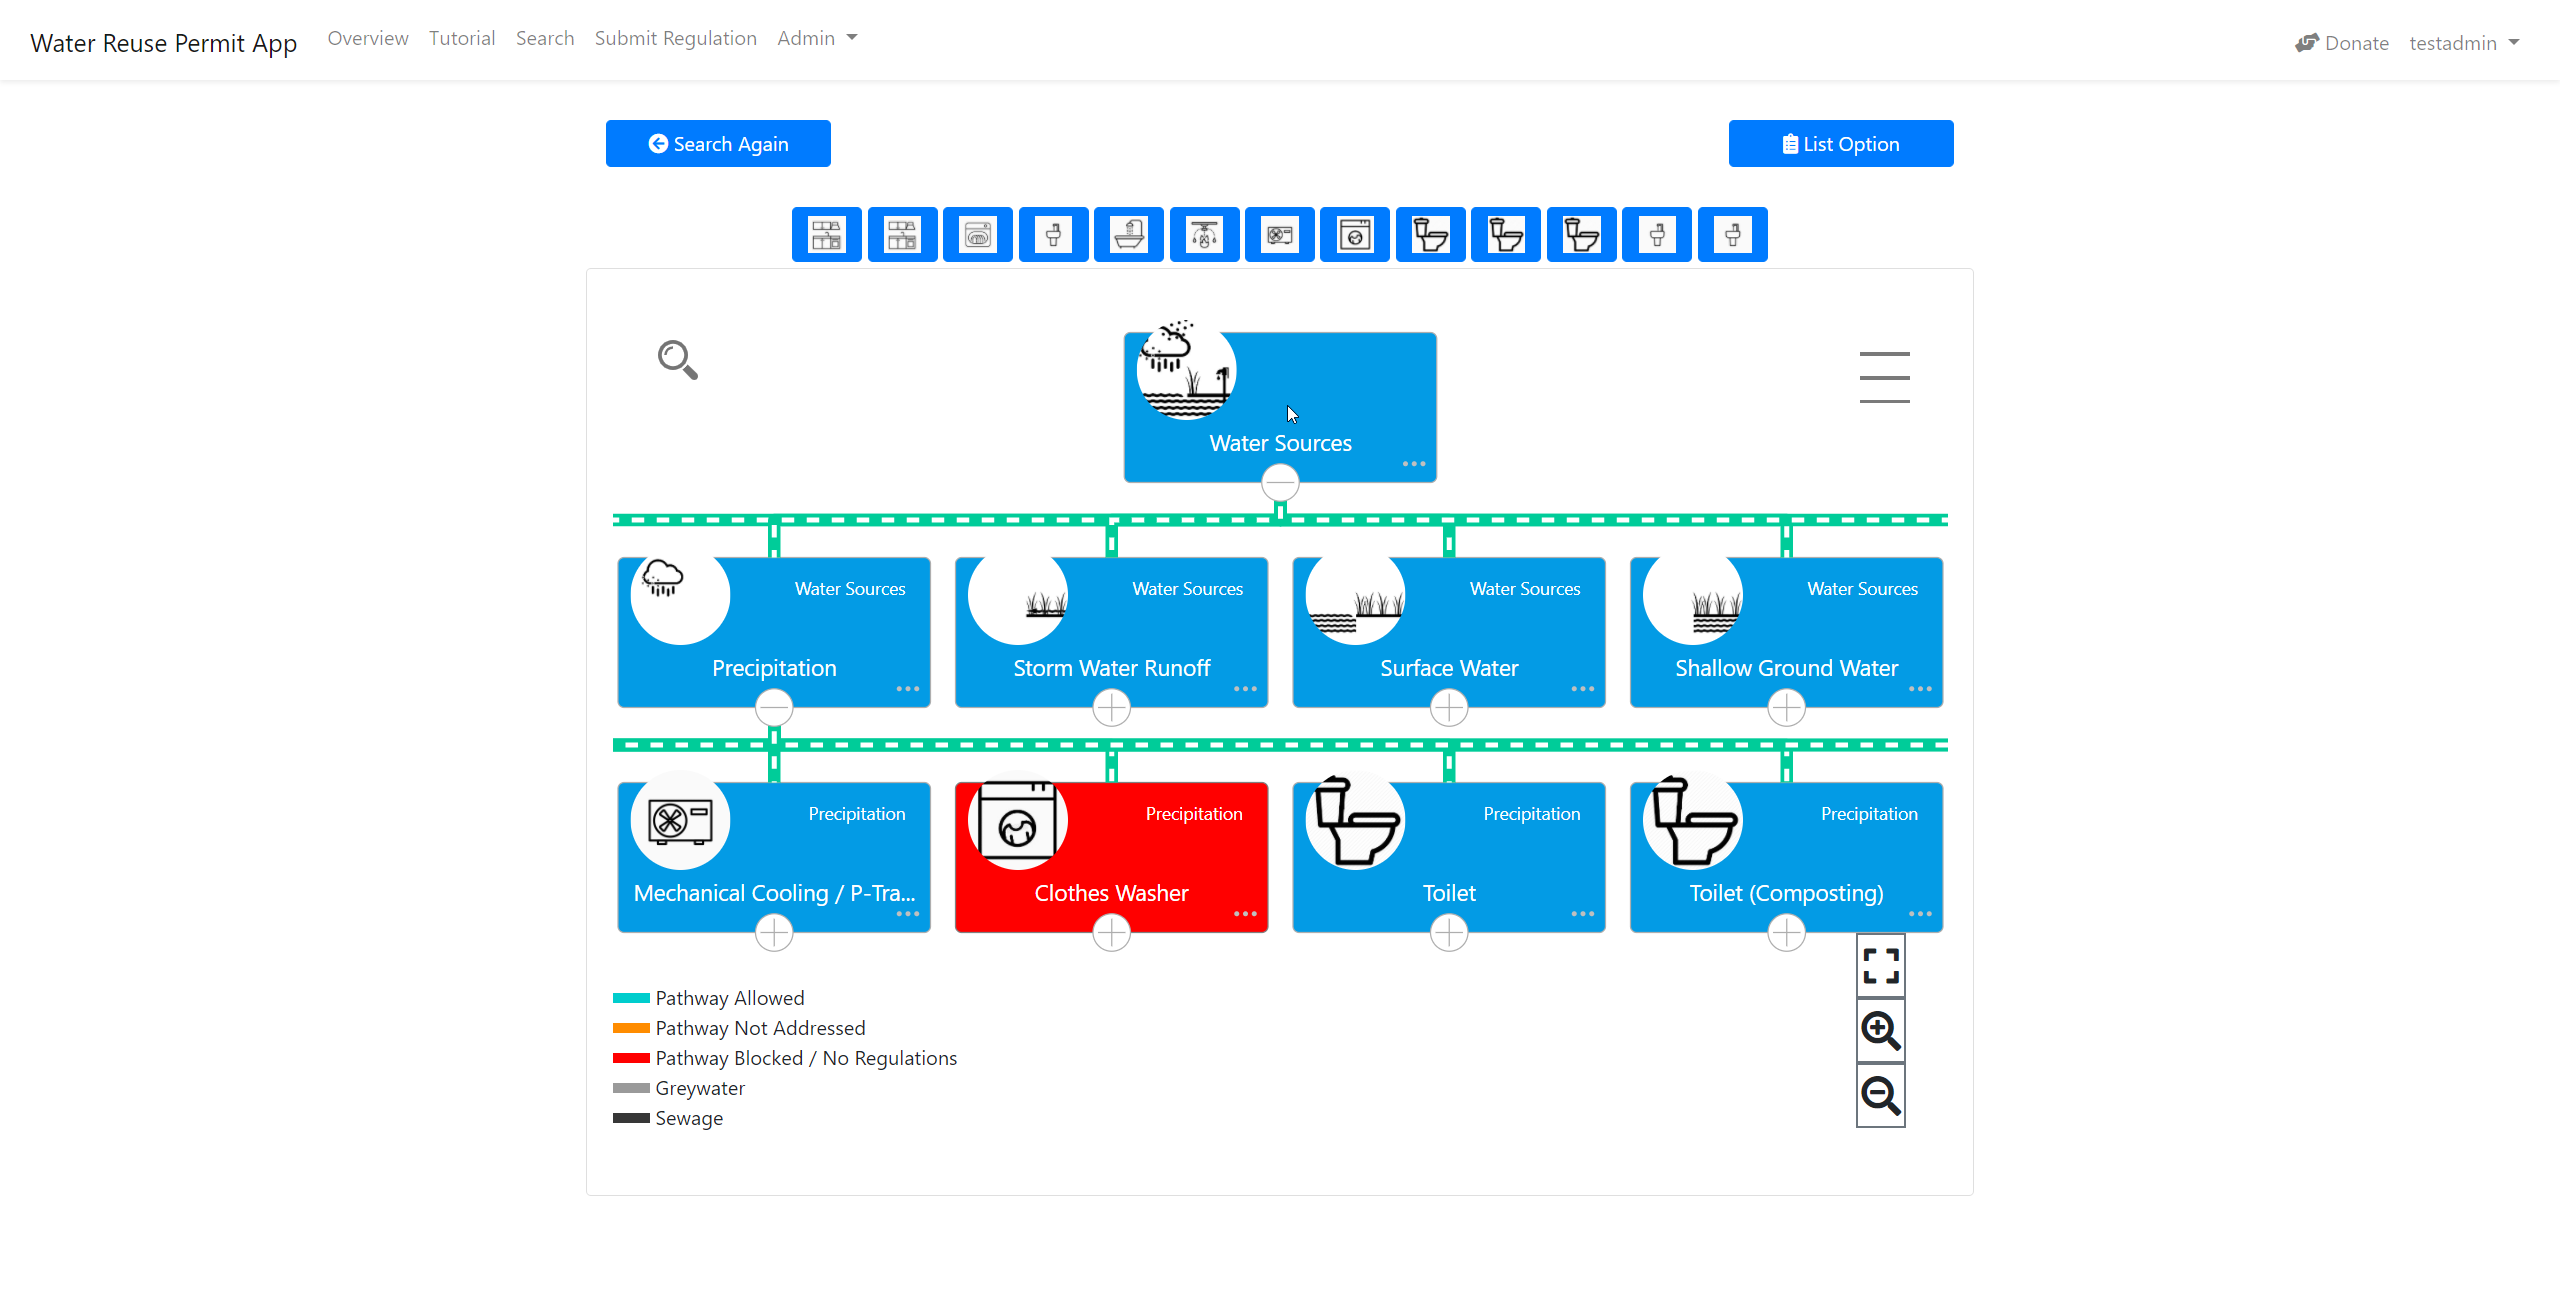 Water Reuse Permit App Overview Tutorial Search Submit Regulation Admin Donate testadmin
Search Again List Option
Water Sources
Water Sources Water Sources Water Sources Water Sources
Precipitation Storm Water Runoff Surface Water Shallow Ground Water
Precipitation Precipitation Precipitation Precipitation
Mechanical Cooling / P-Tra... Clothes Washer Toilet Toilet (Composting)
Pathway Allowed
Pathway Not Addressed
Pathway Blocked / No Regulations
Greywater
Sewage